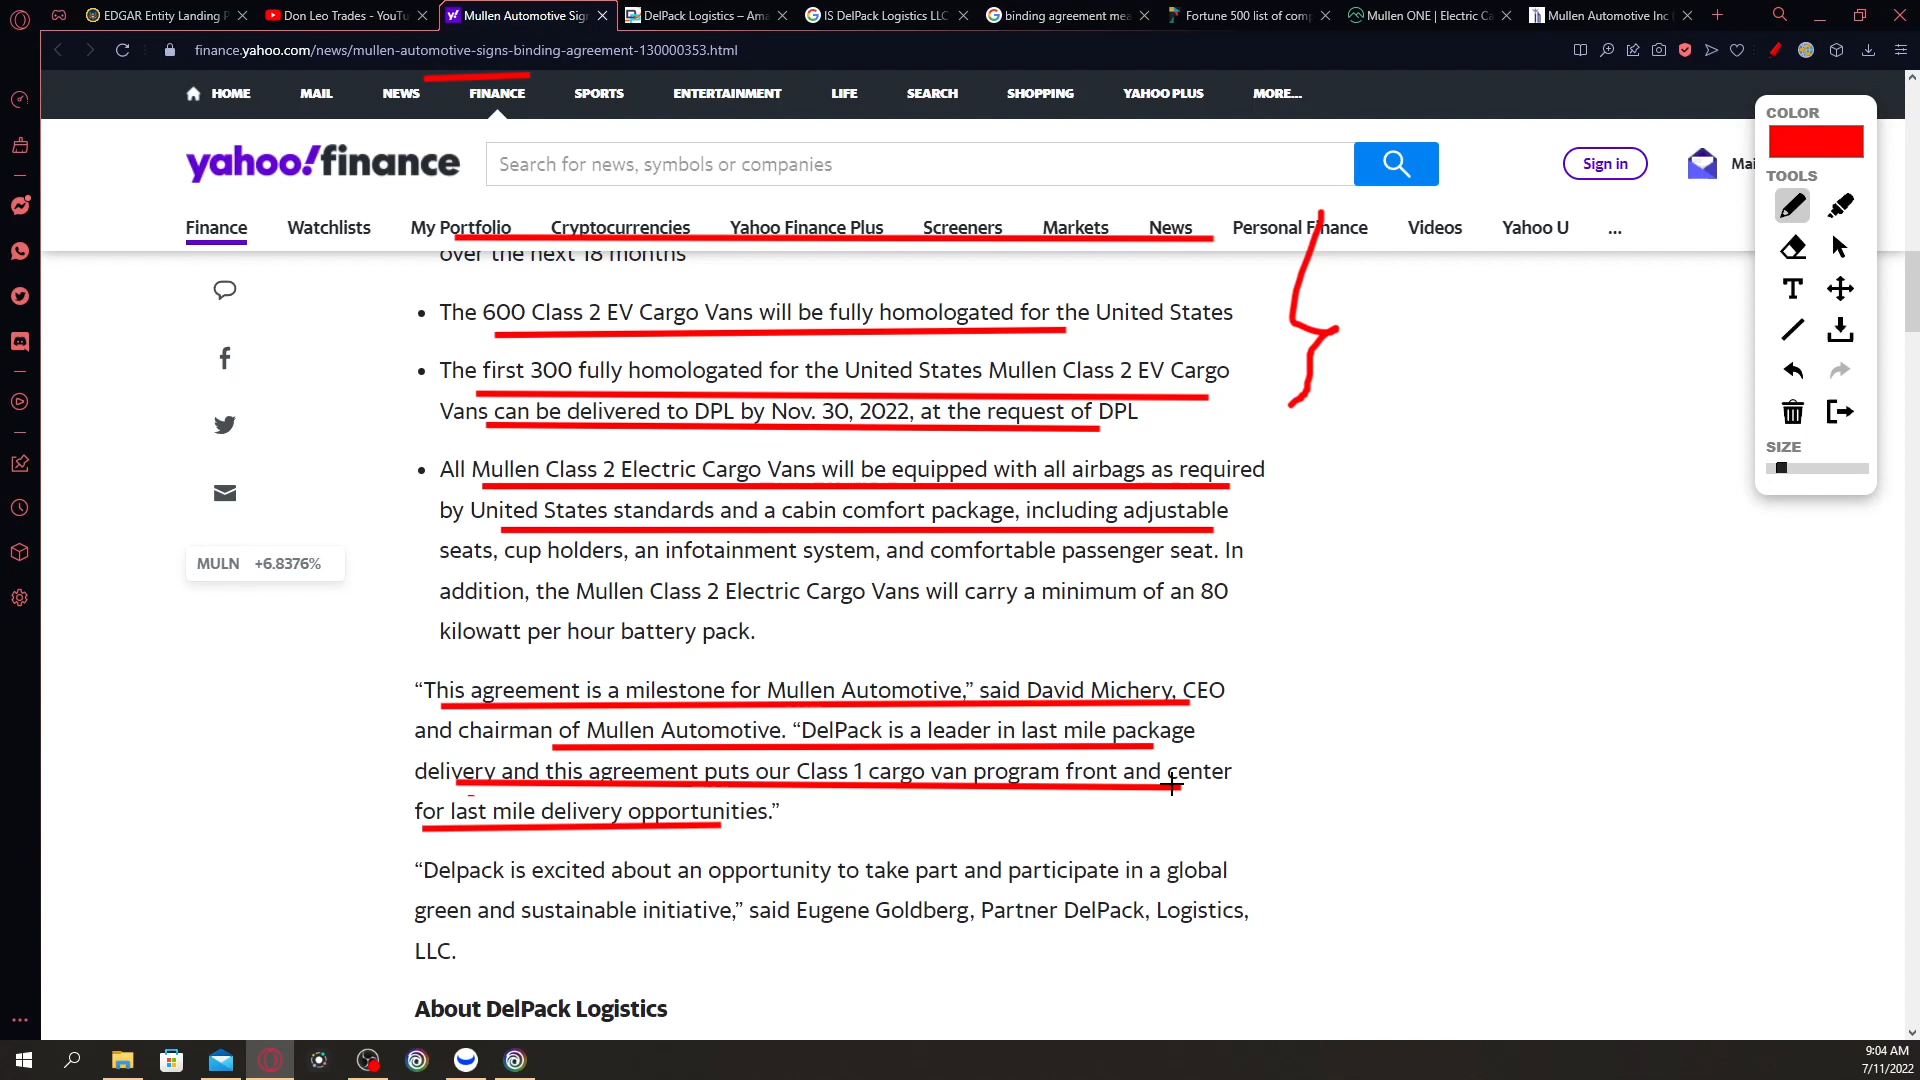 EDGAR Entity Landing P
Don Leo Trades - YouTu
Mullen Automotive Sig
DelPack Logistics – Ama
IS DelPack Logistics LLC
binding agreement mea
Fortune 500 list of comp
Mullen ONE | Electric Ca
Mullen Automotive Inc
finance.yahoo.com/news/mullen-automotive-signs-binding-agreement-130000353.html
HOME MAIL NEWS FINANCE SPORTS ENTERTAINMENT LIFE SEARCH SHOPPING YAHOO PLUS MORE...
yahoo!finance
Search for news, symbols or companies
Sign in
Mai
Finance Watchlists My Portfolio Cryptocurrencies Yahoo Finance Plus Screeners Markets News Personal Finance Videos Yahoo U ...
over the next 18 months
• The 600 Class 2 EV Cargo Vans will be fully homologated for the United States
• The first 300 fully homologated for the United States Mullen Class 2 EV Cargo
Vans can be delivered to DPL by Nov. 30, 2022, at the request of DPL
• All Mullen Class 2 Electric Cargo Vans will be equipped with all airbags as required
by United States standards and a cabin comfort package, including adjustable
seats, cup holders, an infotainment system, and comfortable passenger seat. In
addition, the Mullen Class 2 Electric Cargo Vans will carry a minimum of an 80
kilowatt per hour battery pack.
MULN +6.8376%
“This agreement is a milestone for Mullen Automotive,” said David Michery, CEO
and chairman of Mullen Automotive. “DelPack is a leader in last mile package
delivery and this agreement puts our Class 1 cargo van program front and center
for last mile delivery opportunities.”
“Delpack is excited about an opportunity to take part and participate in a global
green and sustainable initiative,” said Eugene Goldberg, Partner DelPack, Logistics,
LLC.
About DelPack Logistics
COLOR
TOOLS
T
SIZE
9:04 AM
7/11/2022